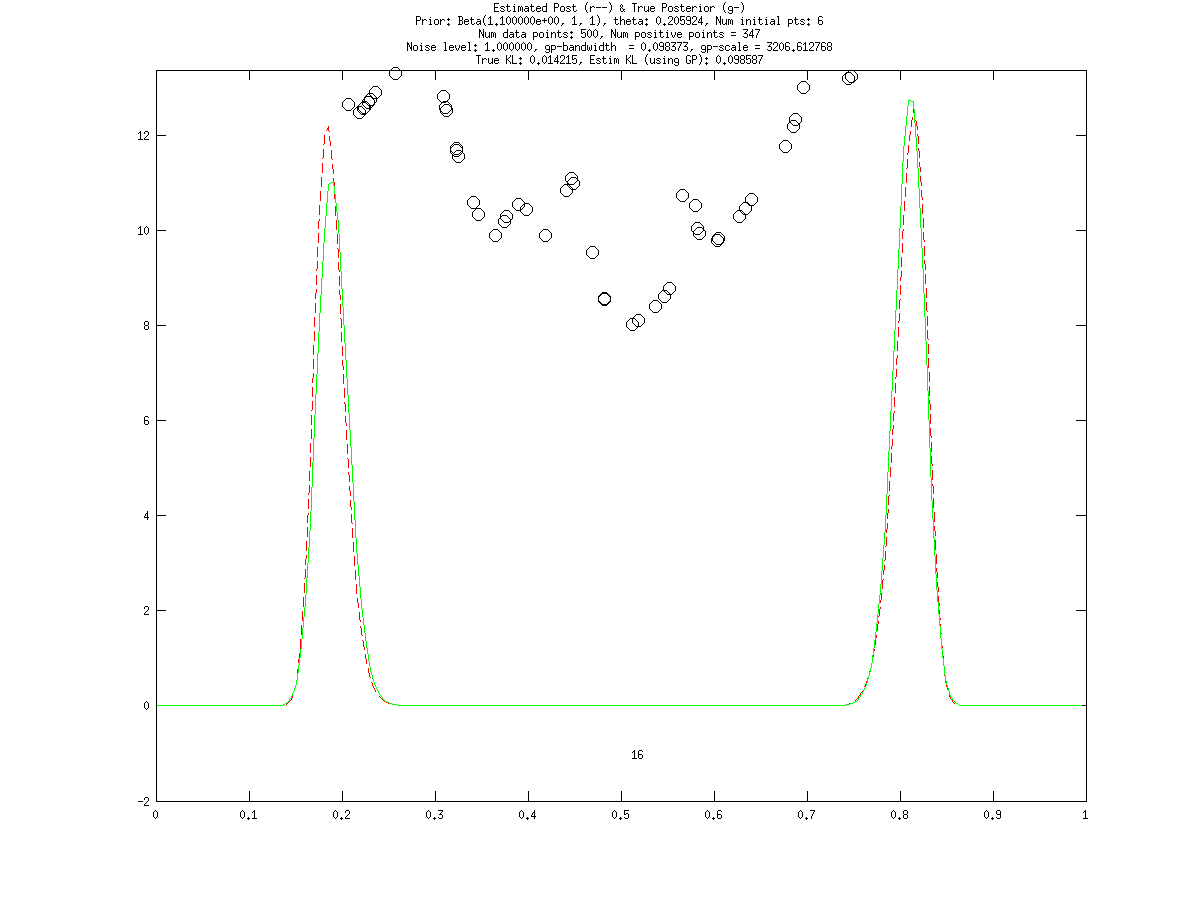 Estimated Post (r--) & True Posterior (g-)
Prior: Beta(1.100000e+00, 1, 1), theta: 0.205924, Num initial pts: 6
Num data points: 500, Num positive points = 347
Noise level: 1.000000, gp-bandwidth  = 0.098373, gp-scale = 3206.612768
True KL: 0.014215, Estim KL (using GP): 0.098587
12
10
8
6
4
2
0
16
-2
0 0.1 0.2 0.3 0.4 0.5 0.6 0.7 0.8 0.9 1